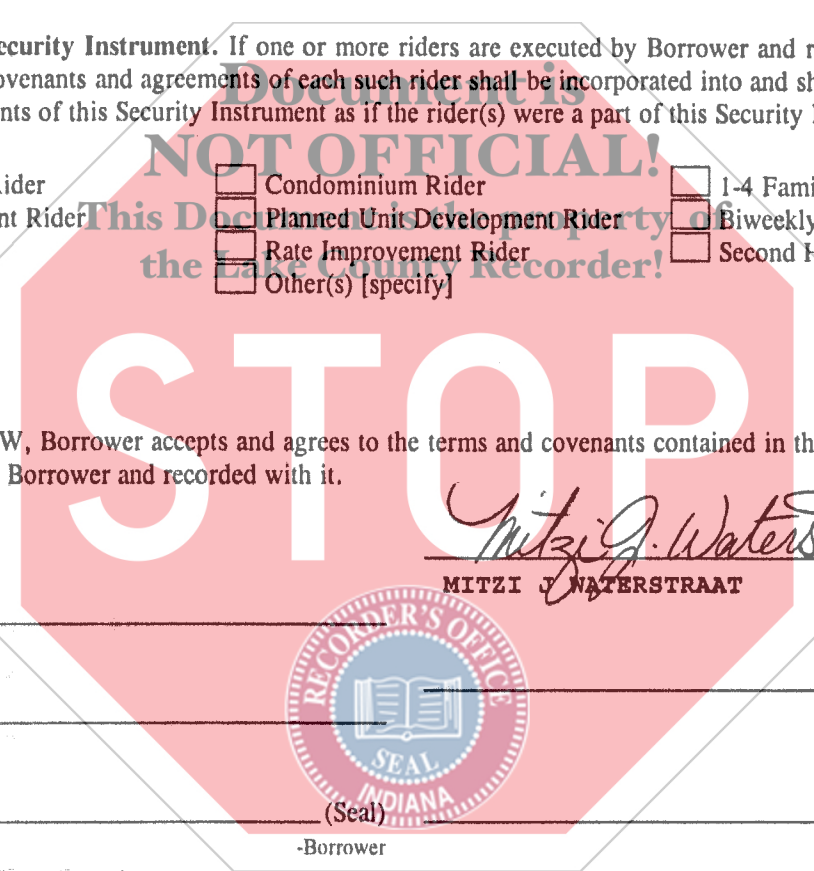 ecurity Instrument. If one or more riders are executed by Borrower and r
ovenants and agreements of each such rider shall be incorporated into and sh
nts of this Security Instrument as if the rider(s) were a part of this Security
Document is
NOT OFFICIAL!
This Document is the property of
the Lake County Recorder!
ider
Condominium Rider
1-4 Fami
nt Rider
Planned Unit Development Rider
Biweekly
Rate Improvement Rider
Second H
Other(s) [specify]
STOP
W, Borrower accepts and agrees to the terms and covenants contained in th
Borrower and recorded with it.
Mitzi J. Waters
MITZI J WATERSTRAAT
RECORDER'S OFFICE
SEAL
INDIANA
(Seal)
-Borrower